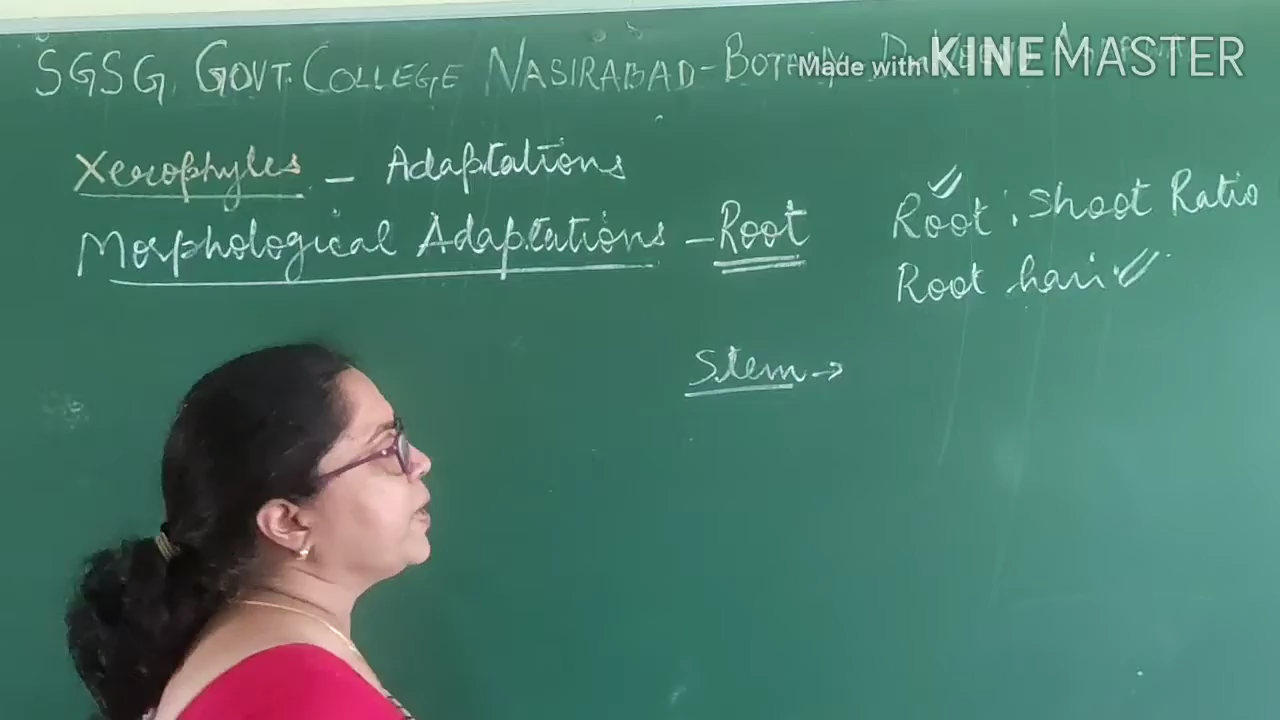 SGSG. GOVT. COLLEGE NASIRABAD - BOTANY
Made with KINEMASTER
Xerophytes - Adaptations
Morphological Adaptations - Root
Root : Shoot Ratio
Root hair
Stem →